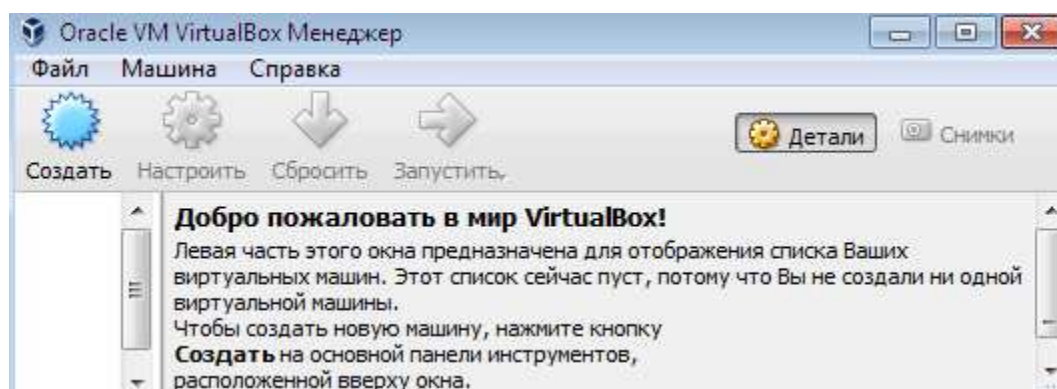 Oracle VM VirtualBox Менеджер
Файл Машина Справка
Создать Настроить Сбросить Запустить Детали Снимки
Добро пожаловать в мир VirtualBox!
Левая часть этого окна предназначена для отображения списка Ваших
виртуальных машин. Этот список сейчас пуст, потому что Вы не создали ни одной
виртуальной машины.
Чтобы создать новую машину, нажмите кнопку
Создать на основной панели инструментов,
расположенной вверху окна.